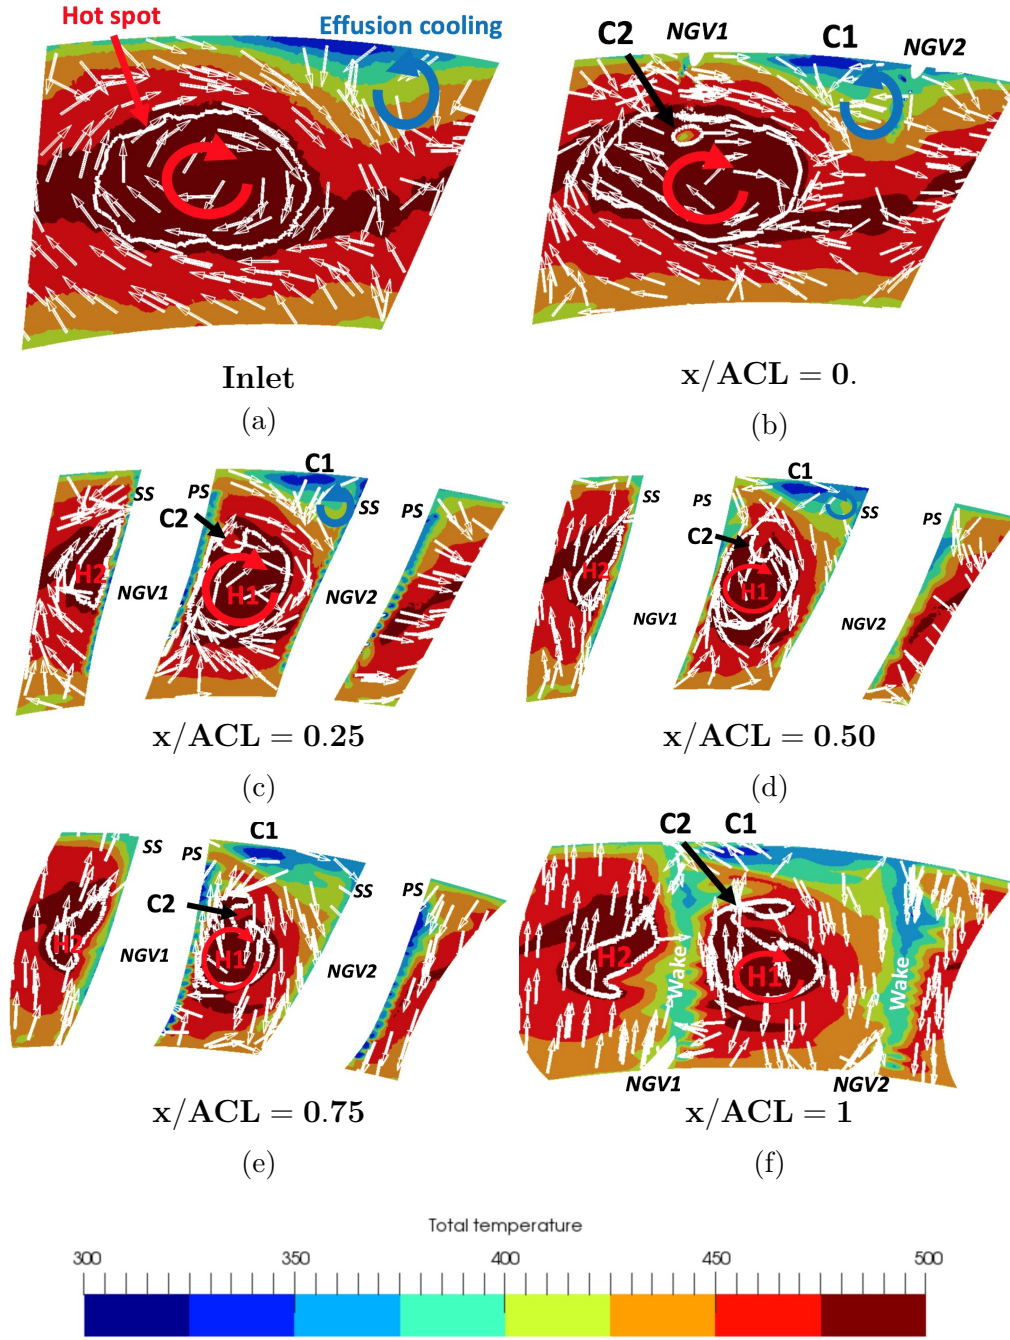 Hot spot
Effusion cooling
Inlet
(a)
C2
NGV1
C1
NGV2
x/ACL = 0.
(b)
C1
SS
PS
C2
SS
PS
H2
NGV1
H1
NGV2
x/ACL = 0.25
(c)
C1
SS
PS
SS
PS
C2
H2
H1
NGV1
NGV2
x/ACL = 0.50
(d)
C1
SS
PS
SS
PS
C2
H2
NGV1
H1
NGV2
x/ACL = 0.75
(e)
C2
C1
H2
Wake
H1
Wake
NGV1
NGV2
x/ACL = 1
(f)
Total temperature
300
350
400
450
500